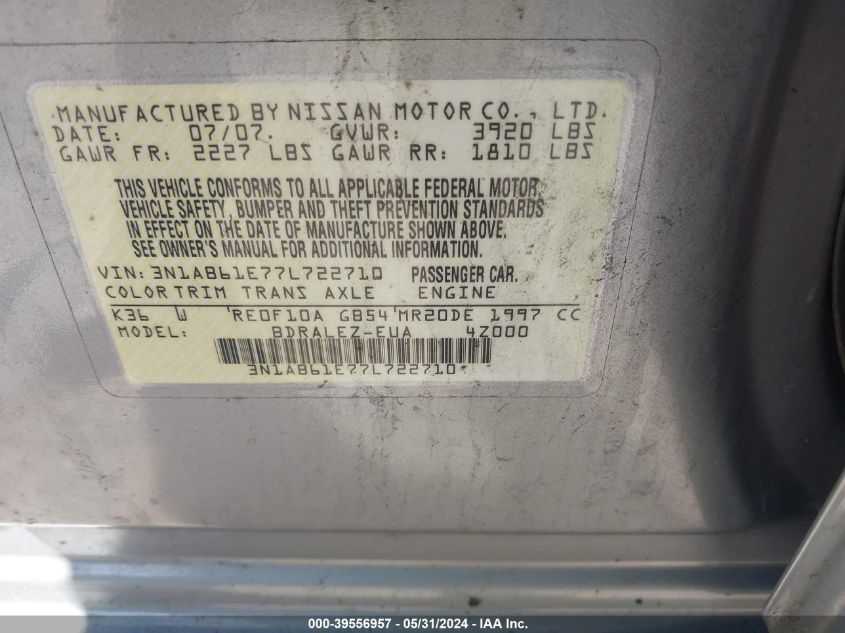 MANUFACTURED BY NISSAN MOTOR CO., LTD.
DATE: 07/07. GVWR: 3920 LBS
GAWR FR: 2227 LBS GAWR RR: 1810 LBS
THIS VEHICLE CONFORMS TO ALL APPLICABLE FEDERAL MOTOR
VEHICLE SAFETY, BUMPER AND THEFT PREVENTION STANDARDS
IN EFFECT ON THE DATE OF MANUFACTURE SHOWN ABOVE.
SEE OWNER'S MANUAL FOR ADDITIONAL INFORMATION.
VIN: 3N1AB61E77L722710 PASSENGER CAR.
COLOR TRIM TRANS AXLE ENGINE
K36 W RE0F10A GB54 MR20DE 1997 CC
MODEL: BDRALEZ-EUA 4Z000
3N1AB61E77L722710
000-39556957 - 05/31/2024 - IAAI Inc.